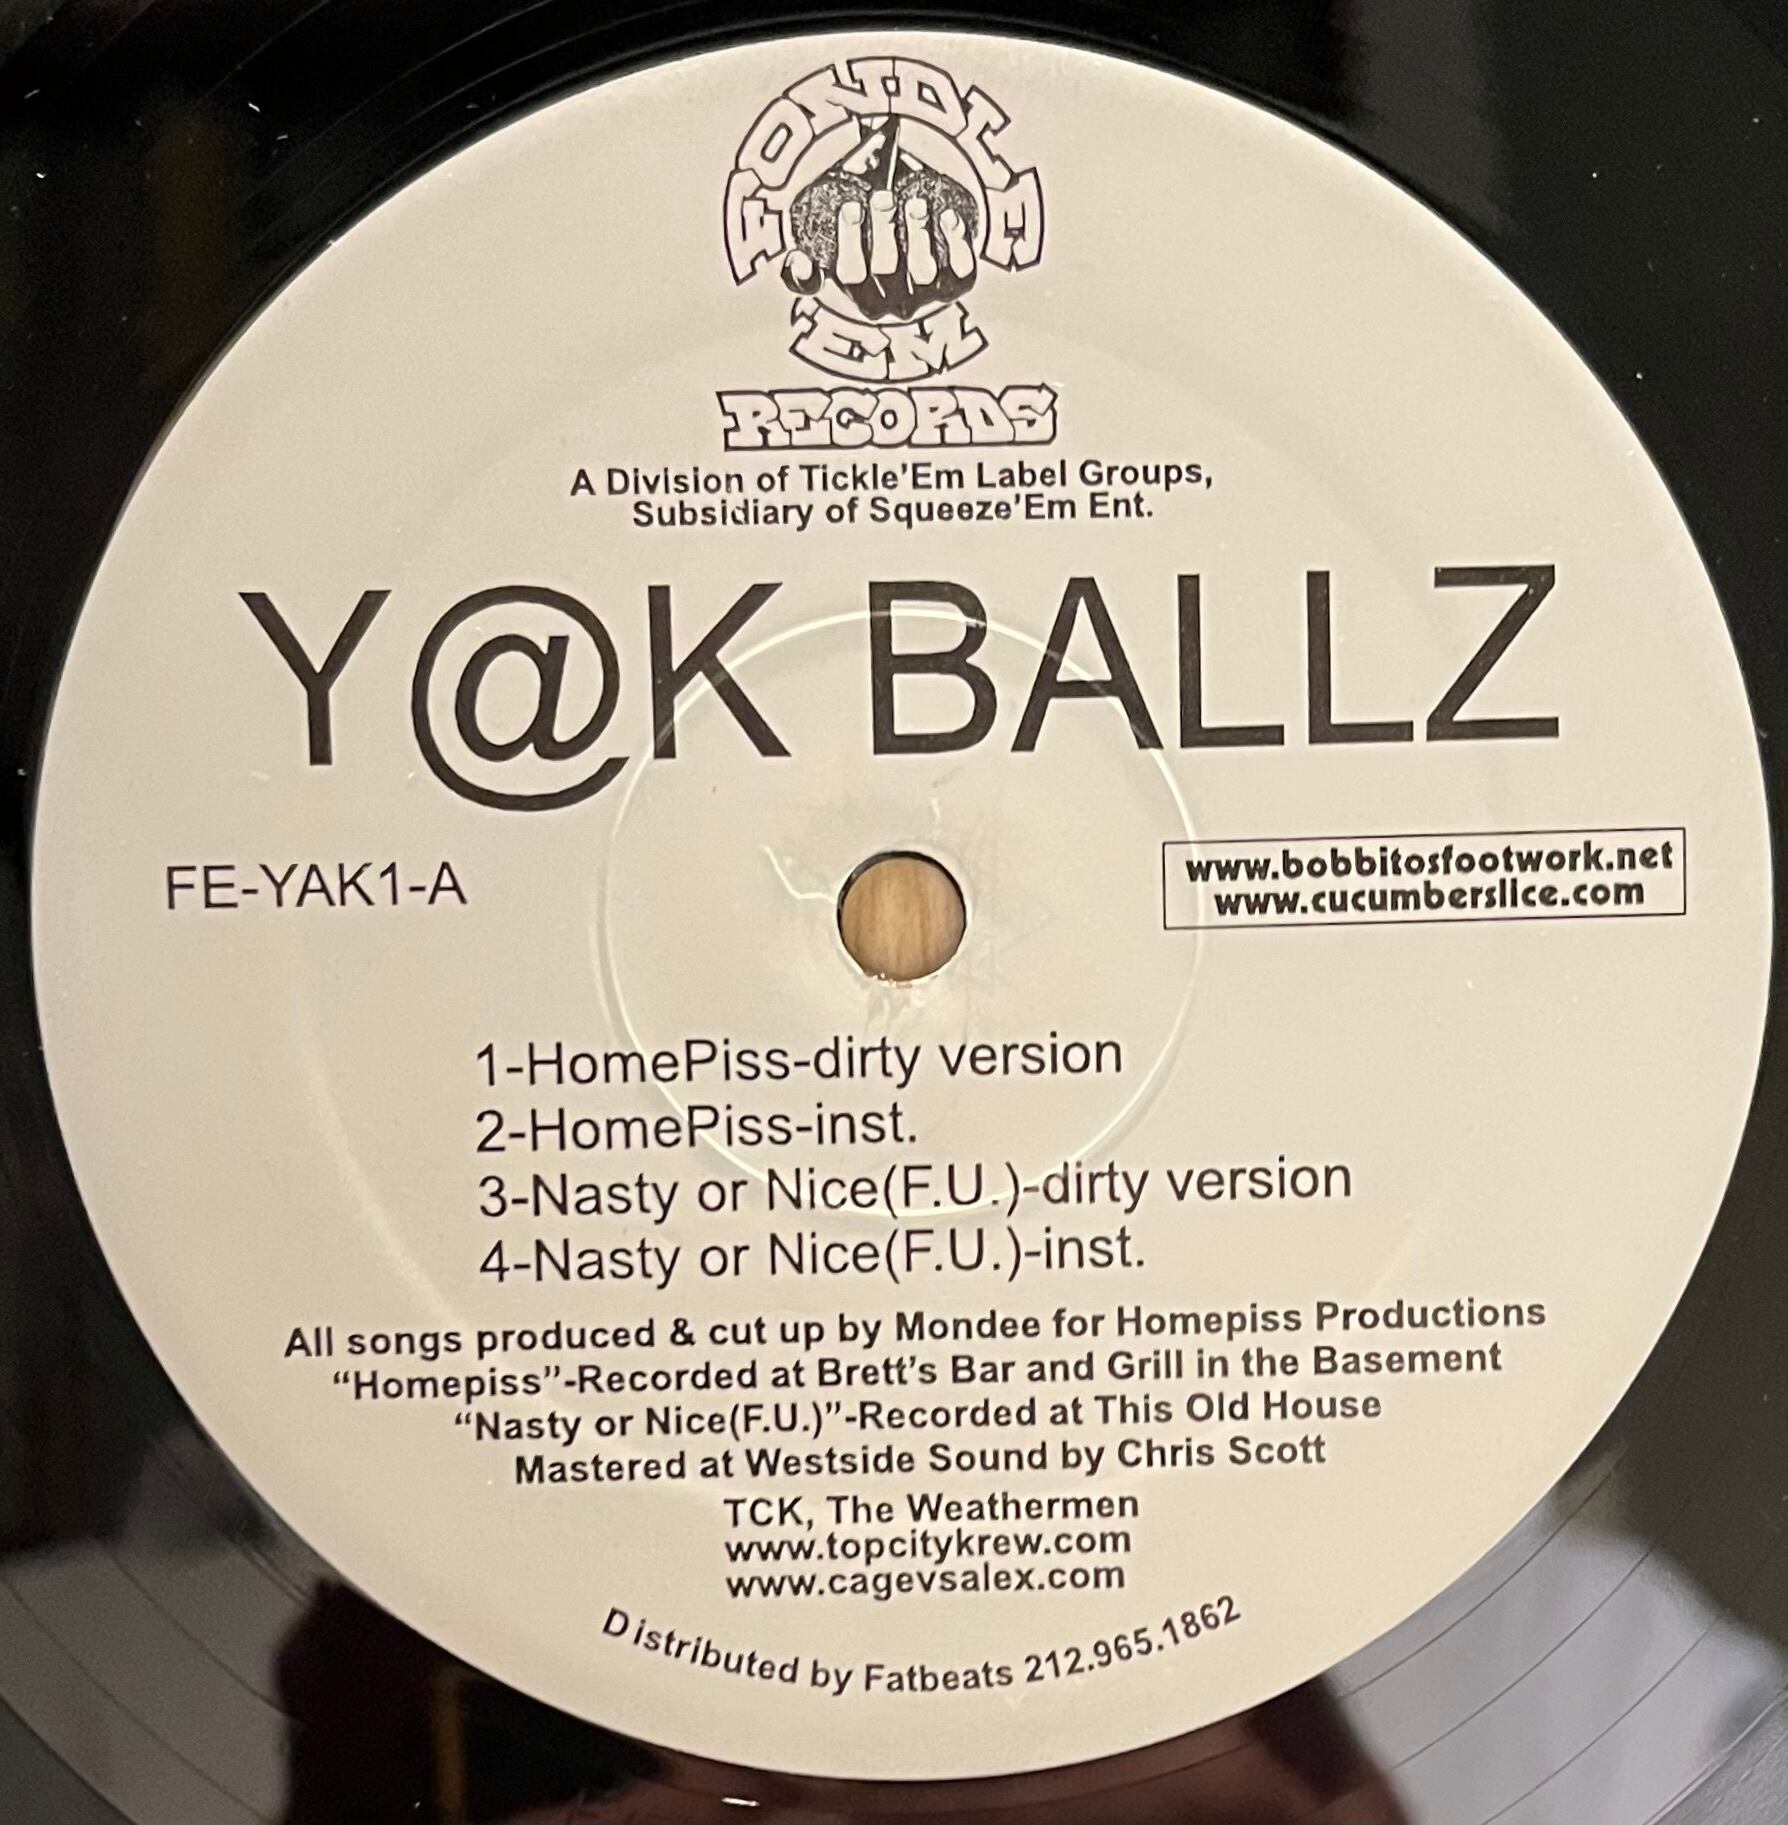 FONDLE
'EM
RECORDS
A Division of Tickle'Em Label Groups,
Subsidiary of Squeeze'Em Ent.
Y@K BALLZ
FE-YAK1-A
www.bobbitosfootwork.net
www.cucumberslice.com
1-HomePiss-dirty version
2-HomePiss-inst.
3-Nasty or Nice(F.U.)-dirty version
4-Nasty or Nice(F.U.)-inst.
All songs produced & cut up by Mondee for Homepiss Productions
“Homepiss”-Recorded at Brett's Bar and Grill in the Basement
“Nasty or Nice(F.U.)”-Recorded at This Old House
Mastered at Westside Sound by Chris Scott
TCK, The Weathermen
www.topcitykrew.com
www.cagevsalex.com
Distributed by Fatbeats 212.965.1862